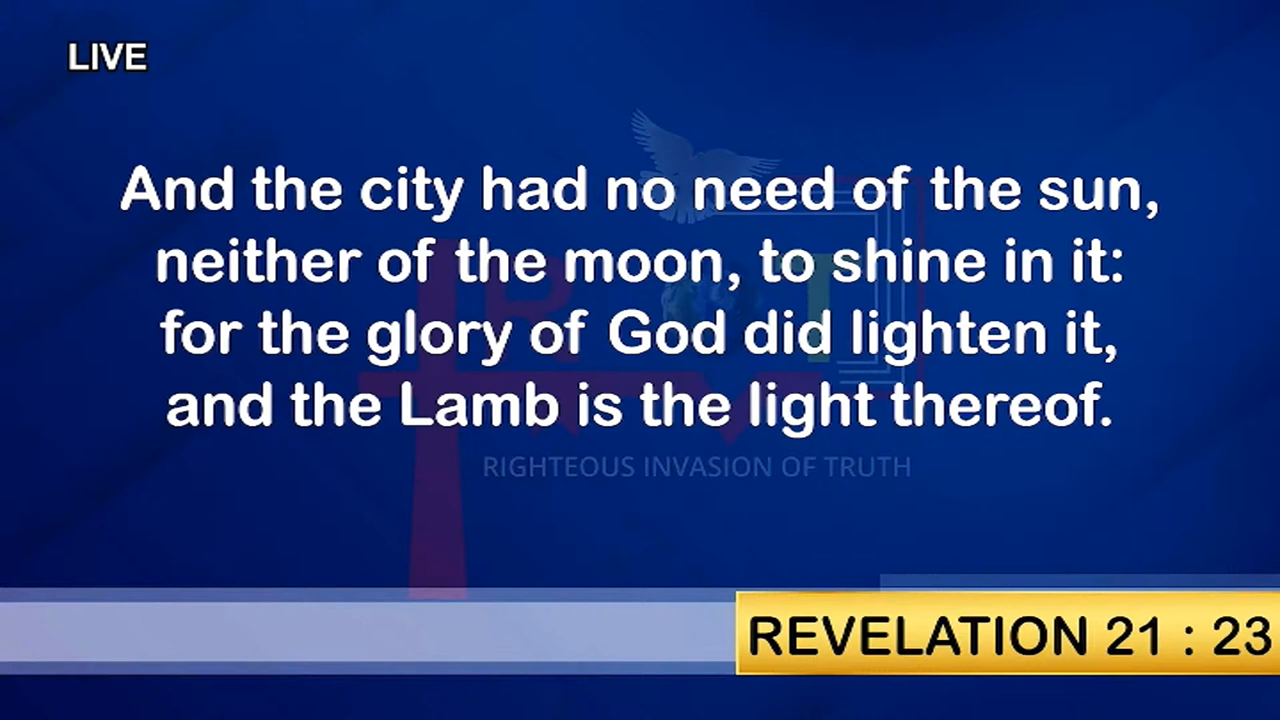 LIVE
And the city had no need of the sun,
neither of the moon, to shine in it:
for the glory of God did lighten it,
and the Lamb is the light thereof.
RIGHTEOUS INVASION OF TRUTH
REVELATION 21 : 23